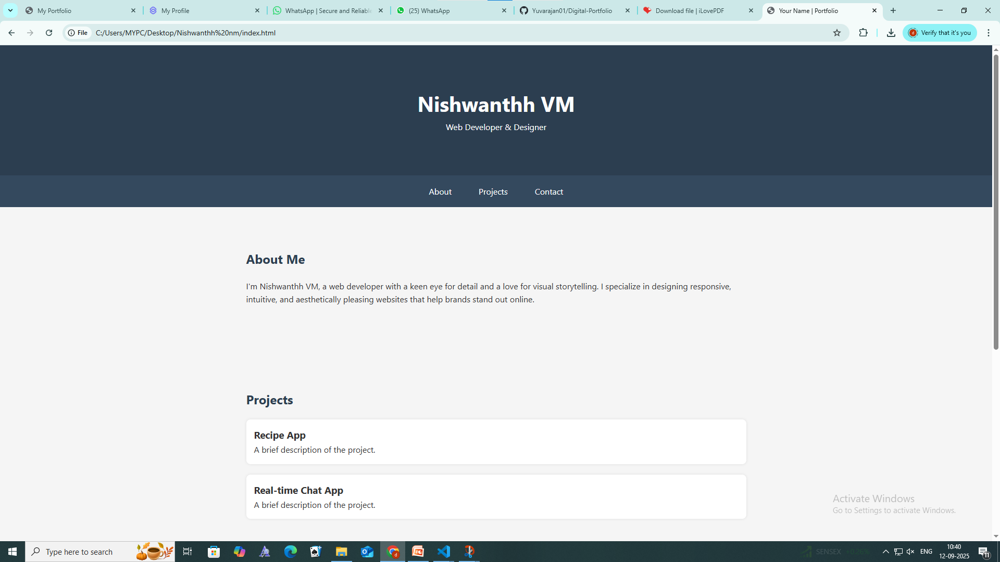 My Portfolio
My Profile
WhatsApp | Secure and Reliable
(25) WhatsApp
Yuvarajan01/Digital-Portfolio
Download file | iLovePDF
Your Name | Portfolio
File
C:/Users/MYPC/Desktop/Nishwanthh%20nm/index.html
Verify that it's you
Nishwanthh VM
Web Developer & Designer
About
Projects
Contact
About Me
I'm Nishwanthh VM, a web developer with a keen eye for detail and a love for visual storytelling. I specialize in designing responsive,
intuitive, and aesthetically pleasing websites that help brands stand out online.
Projects
Recipe App
A brief description of the project.
Real-time Chat App
A brief description of the project.
Activate Windows
Go to Settings to activate Windows.
Type here to search
SENSEX +0.26%
ENG
10:40
12-09-2025
11